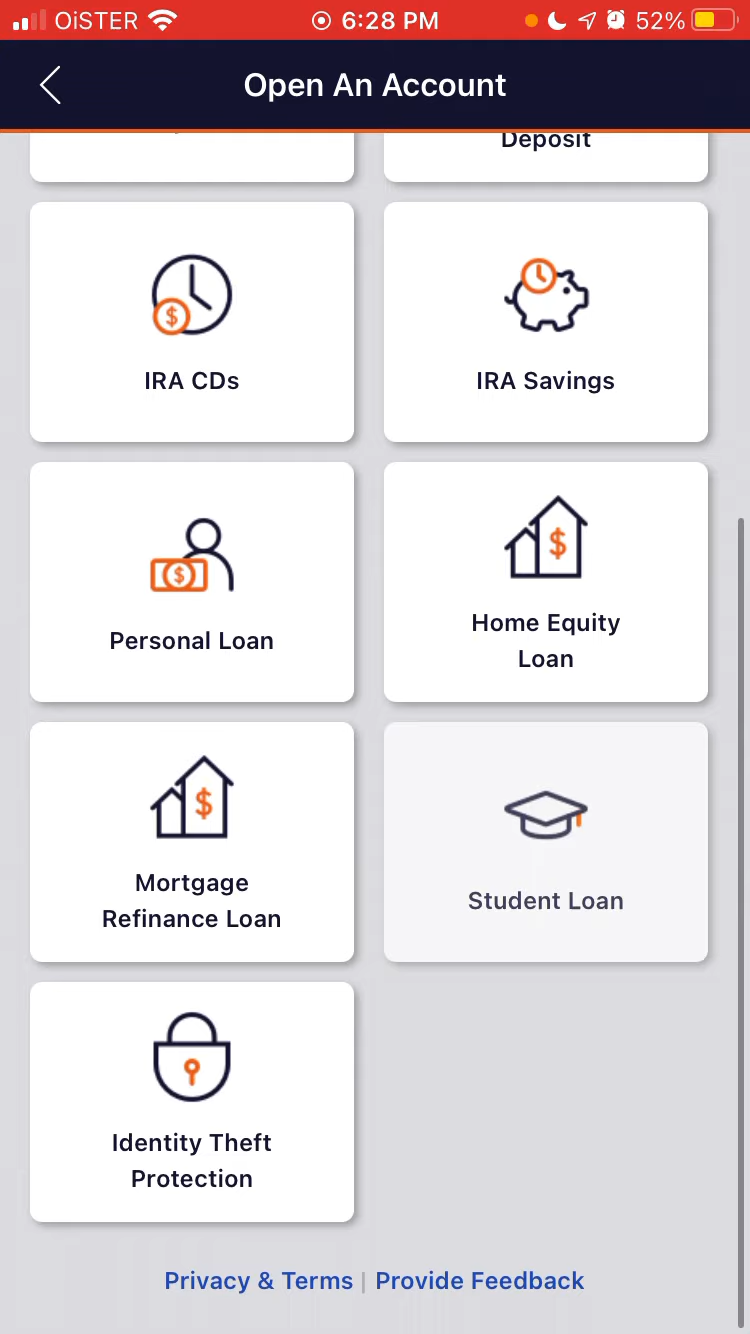 OiSTER 6:28 PM 52%
Open An Account
Deposit
IRA CDs
IRA Savings
Personal Loan
Home Equity
Loan
Mortgage
Refinance Loan
Student Loan
Identity Theft
Protection
Privacy & Terms | Provide Feedback